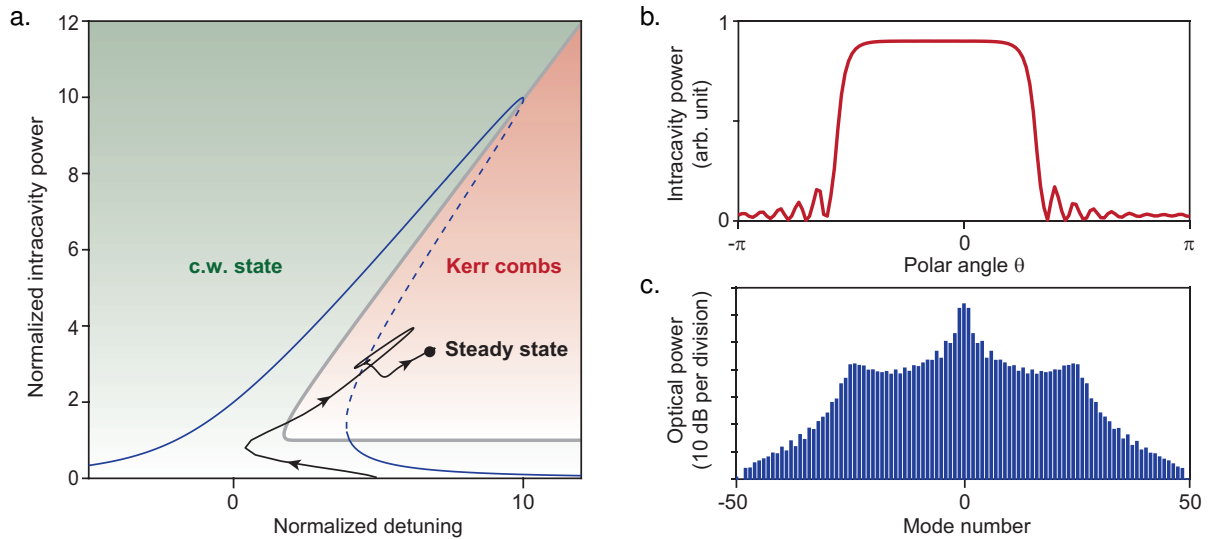 a.
Normalized intracavity power
12
10
8
6
4
2
0
c.w. state
Kerr combs
Steady state
0
10
Normalized detuning
b.
Intracavity power
(arb. unit)
1
0
-π
0
π
Polar angle θ
c.
Optical power
(10 dB per division)
-50
0
50
Mode number